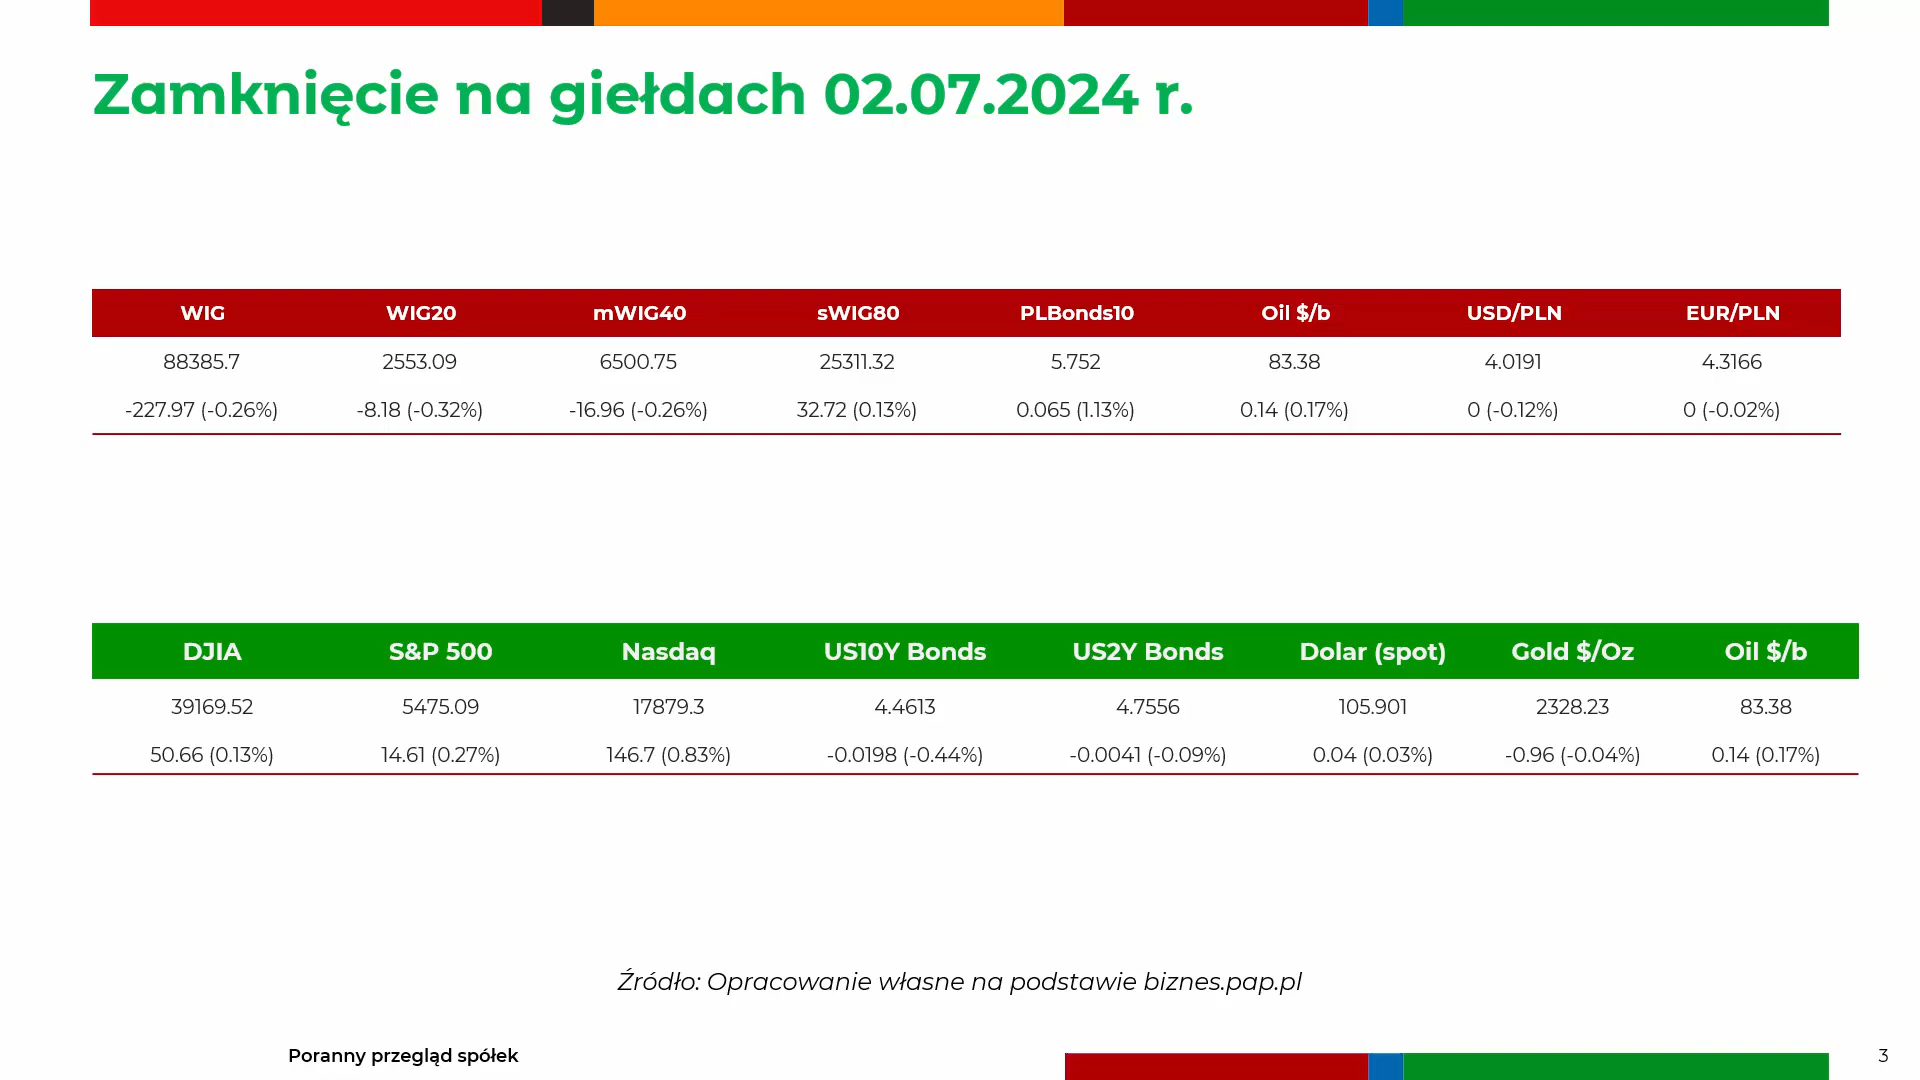 Zamknięcie na giełdach 02.07.2024 r.
WIG WIG20 mWIG40 sWIG80 PLBonds10 Oil $/b USD/PLN EUR/PLN
88385.7 2553.09 6500.75 25311.32 5.752 83.38 4.0191 4.3166
-227.97 (-0.26%) -8.18 (-0.32%) -16.96 (-0.26%) 32.72 (0.13%) 0.065 (1.13%) 0.14 (0.17%) 0 (-0.12%) 0 (-0.02%)
DJIA S&P 500 Nasdaq US10Y Bonds US2Y Bonds Dolar (spot) Gold $/Oz Oil $/b
39169.52 5475.09 17879.3 4.4613 4.7556 105.901 2328.23 83.38
50.66 (0.13%) 14.61 (0.27%) 146.7 (0.83%) -0.0198 (-0.44%) -0.0041 (-0.09%) 0.04 (0.03%) -0.96 (-0.04%) 0.14 (0.17%)
Źródło: Opracowanie własne na podstawie biznes.pap.pl
Poranny przegląd spółek
3